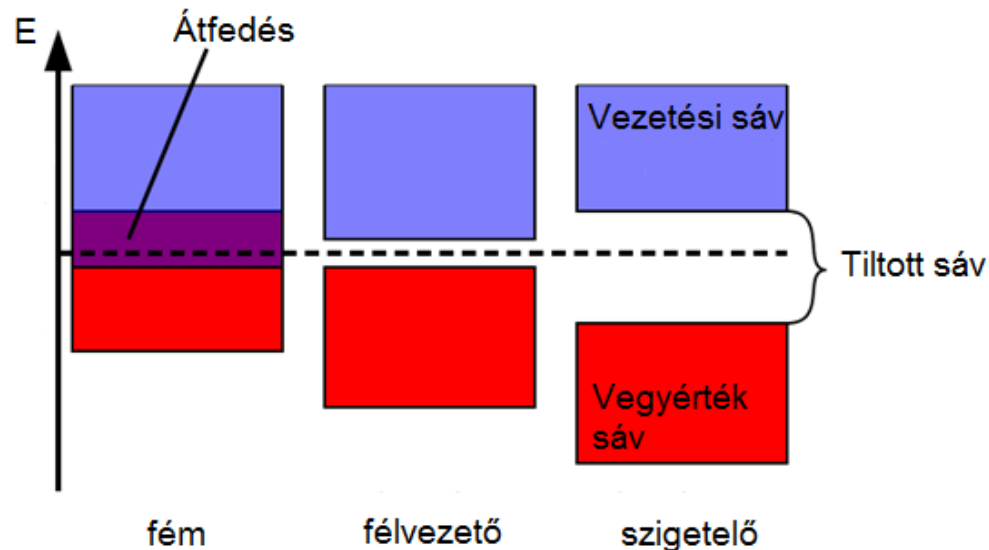 E
Átfedés
Vezetési sáv
Tiltott sáv
Vegyérték
sáv
fém
félvezető
szigetelő